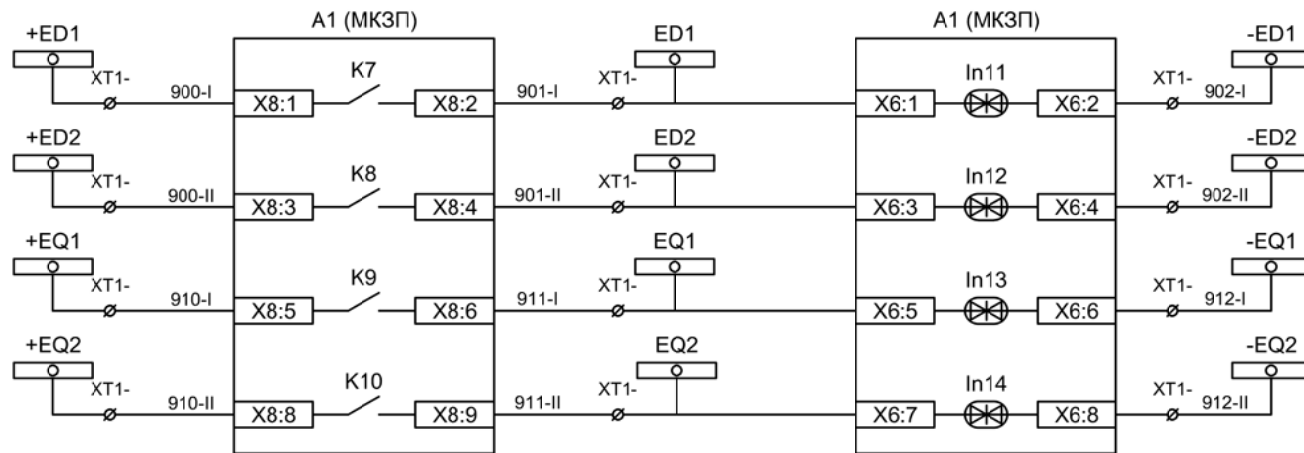 +ED1 A1 (МКЗП) ED1 A1 (МКЗП) -ED1
XT1- 900-I K7 901-I XT1- In11 XT1- 902-I
X8:1 X8:2 X6:1 X6:2
+ED2 ED2 -ED2
XT1- 900-II K8 901-II XT1- In12 XT1- 902-II
X8:3 X8:4 X6:3 X6:4
+EQ1 EQ1 -EQ1
XT1- 910-I K9 911-I XT1- In13 XT1- 912-I
X8:5 X8:6 X6:5 X6:6
+EQ2 EQ2 -EQ2
XT1- 910-II K10 911-II XT1- In14 XT1- 912-II
X8:8 X8:9 X6:7 X6:8